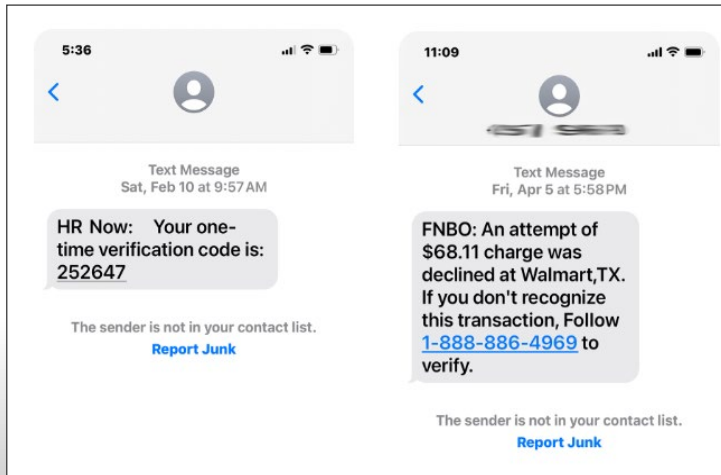 5:36
Text Message
Sat, Feb 10 at 9:57 AM
HR Now: Your one-
time verification code is:
252647
The sender is not in your contact list.
Report Junk
11:09
Text Message
Fri, Apr 5 at 5:58 PM
FNBO: An attempt of
$68.11 charge was
declined at Walmart,TX.
If you don't recognize
this transaction, Follow
1-888-886-4969 to
verify.
The sender is not in your contact list.
Report Junk